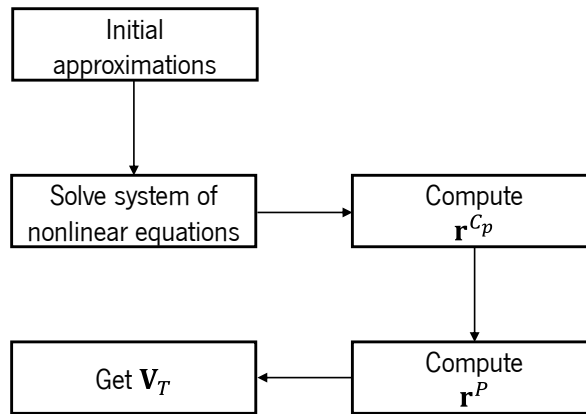 Initial
approximations
Solve system of
nonlinear equations
Compute
𝐫^{C_p}
Compute
𝐫^{P}
Get 𝐕_T